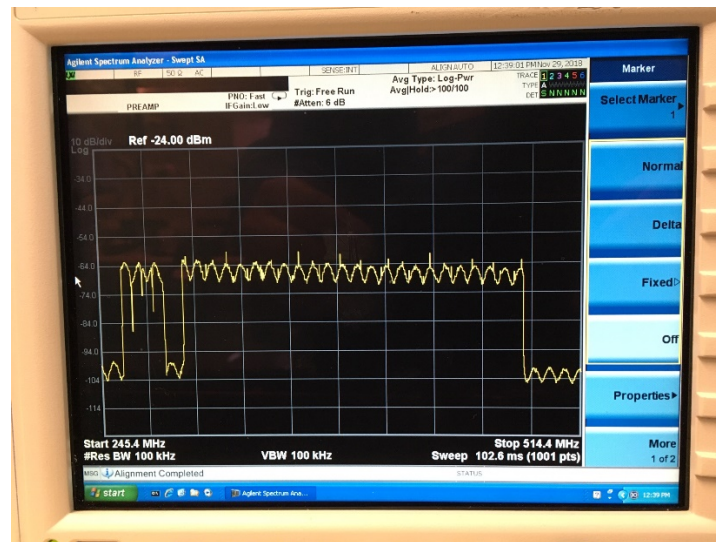 Agilent Spectrum Analyzer - Swept SA
RF 50 Ω AC SENSE:INT ALIGNAUTO 12:39:01 PM Nov 29, 2018
Marker
PNO: Fast Trig: Free Run Avg Type: Log-Pwr TRACE 1 2 3 4 5 6
PREAMP IFGain:Low #Atten: 6 dB Avg|Hold:>100/100 TYPE A
DET S N N N N N
Select Marker
1
10 dB/div Ref -24.00 dBm
Log
Normal
-34.0
-44.0
Delta
-54.0
-64.0
Fixed
-74.0
-84.0
Off
-94.0
-104
Properties
-114
Start 245.4 MHz Stop 514.4 MHz
#Res BW 100 kHz VBW 100 kHz Sweep 102.6 ms (1001 pts)
More
1 of 2
MSG Alignment Completed STATUS
start EN Agilent Spectrum Ana... 12:39 PM